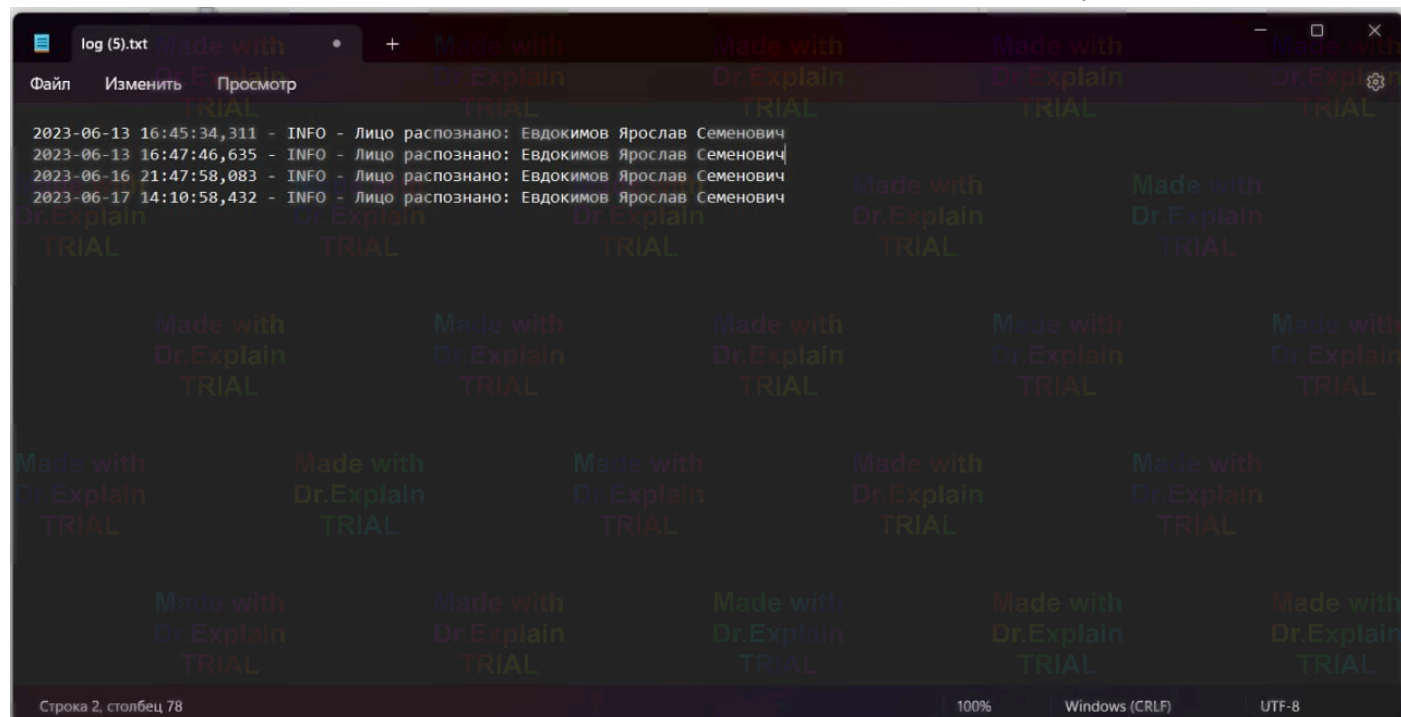 log (5).txt
Файл Изменить Просмотр
2023-06-13 16:45:34,311 - INFO - Лицо распознано: Евдокимов Ярослав Семенович
2023-06-13 16:47:46,635 - INFO - Лицо распознано: Евдокимов Ярослав Семенович
2023-06-16 21:47:58,083 - INFO - Лицо распознано: Евдокимов Ярослав Семенович
2023-06-17 14:10:58,432 - INFO - Лицо распознано: Евдокимов Ярослав Семенович
Made with
Dr.Explain
TRIAL
Строка 2, столбец 78 100% Windows (CRLF) UTF-8